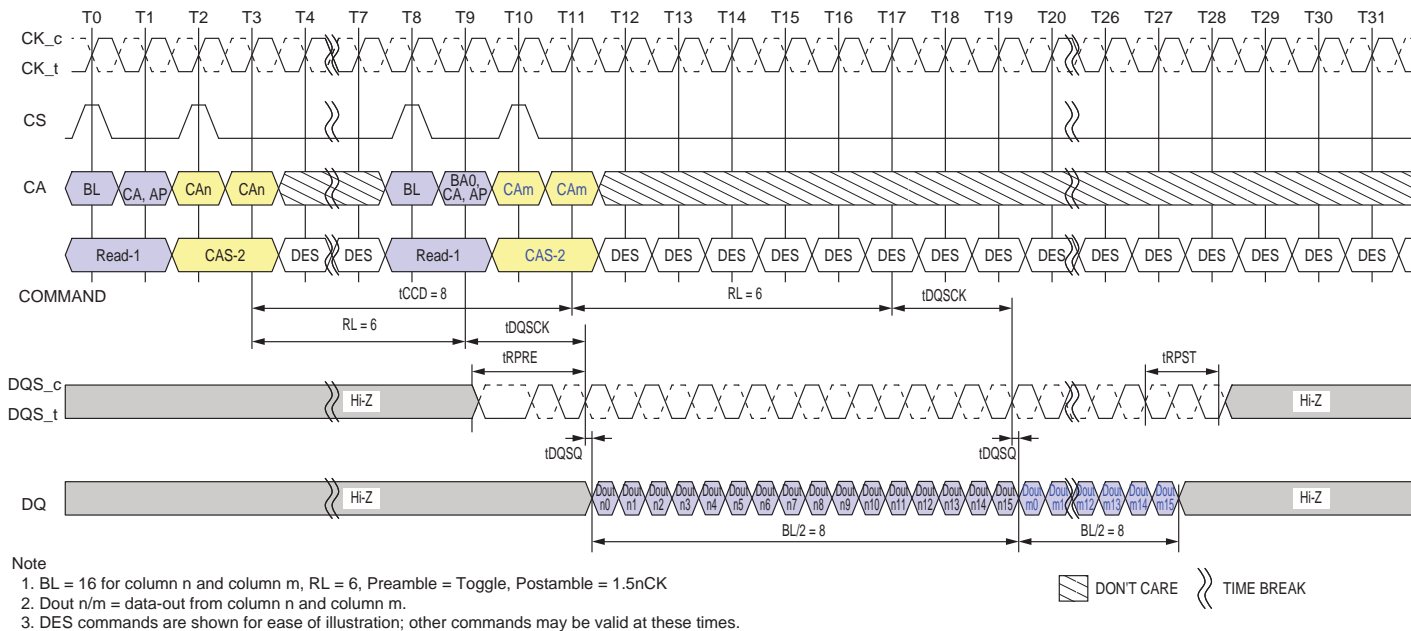 T0 T1 T2 T3 T4 T7 T8 T9 T10 T11 T12 T13 T14 T15 T16 T17 T18 T19 T20 T26 T27 T28 T29 T30 T31
CK_c
CK_t
CS
CA BL CA, AP CAn CAn BL BA0, CA, AP CAm CAm
Read-1 CAS-2 DES DES Read-1 CAS-2 DES DES DES DES DES DES DES DES DES DES DES DES DES DES DES
COMMAND
tCCD = 8 RL = 6 tDQSCK
RL = 6 tDQSCK
tRPRE tRPST
DQS_c
DQS_t
Hi-Z Hi-Z
tDQSQ tDQSQ
DQ Hi-Z Dout n0 Dout n1 Dout n2 Dout n3 Dout n4 Dout n5 Dout n6 Dout n7 Dout n8 Dout n9 Dout n10 Dout n11 Dout n12 Dout n13 Dout n14 Dout n15 Dout m0 Dout m1 Dout m12 Dout m13 Dout m14 Dout m15 Hi-Z
BL/2 = 8 BL/2 = 8
Note
1. BL = 16 for column n and column m, RL = 6, Preamble = Toggle, Postamble = 1.5nCK
2. Dout n/m = data-out from column n and column m.
3. DES commands are shown for ease of illustration; other commands may be valid at these times.
DON'T CARE TIME BREAK